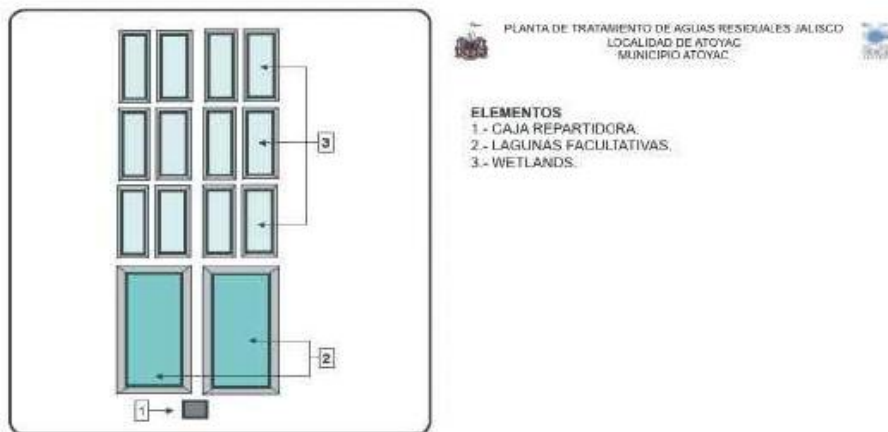 PLANTA DE TRATAMIENTO DE AGUAS RESIDUALES JALISCO
LOCALIDAD DE ATOYAC
MUNICIPIO ATOYAC
ELEMENTOS
1.- CAJA REPARTIDORA.
2.- LAGUNAS FACULTATIVAS.
3.- WETLANDS.
3
2
1